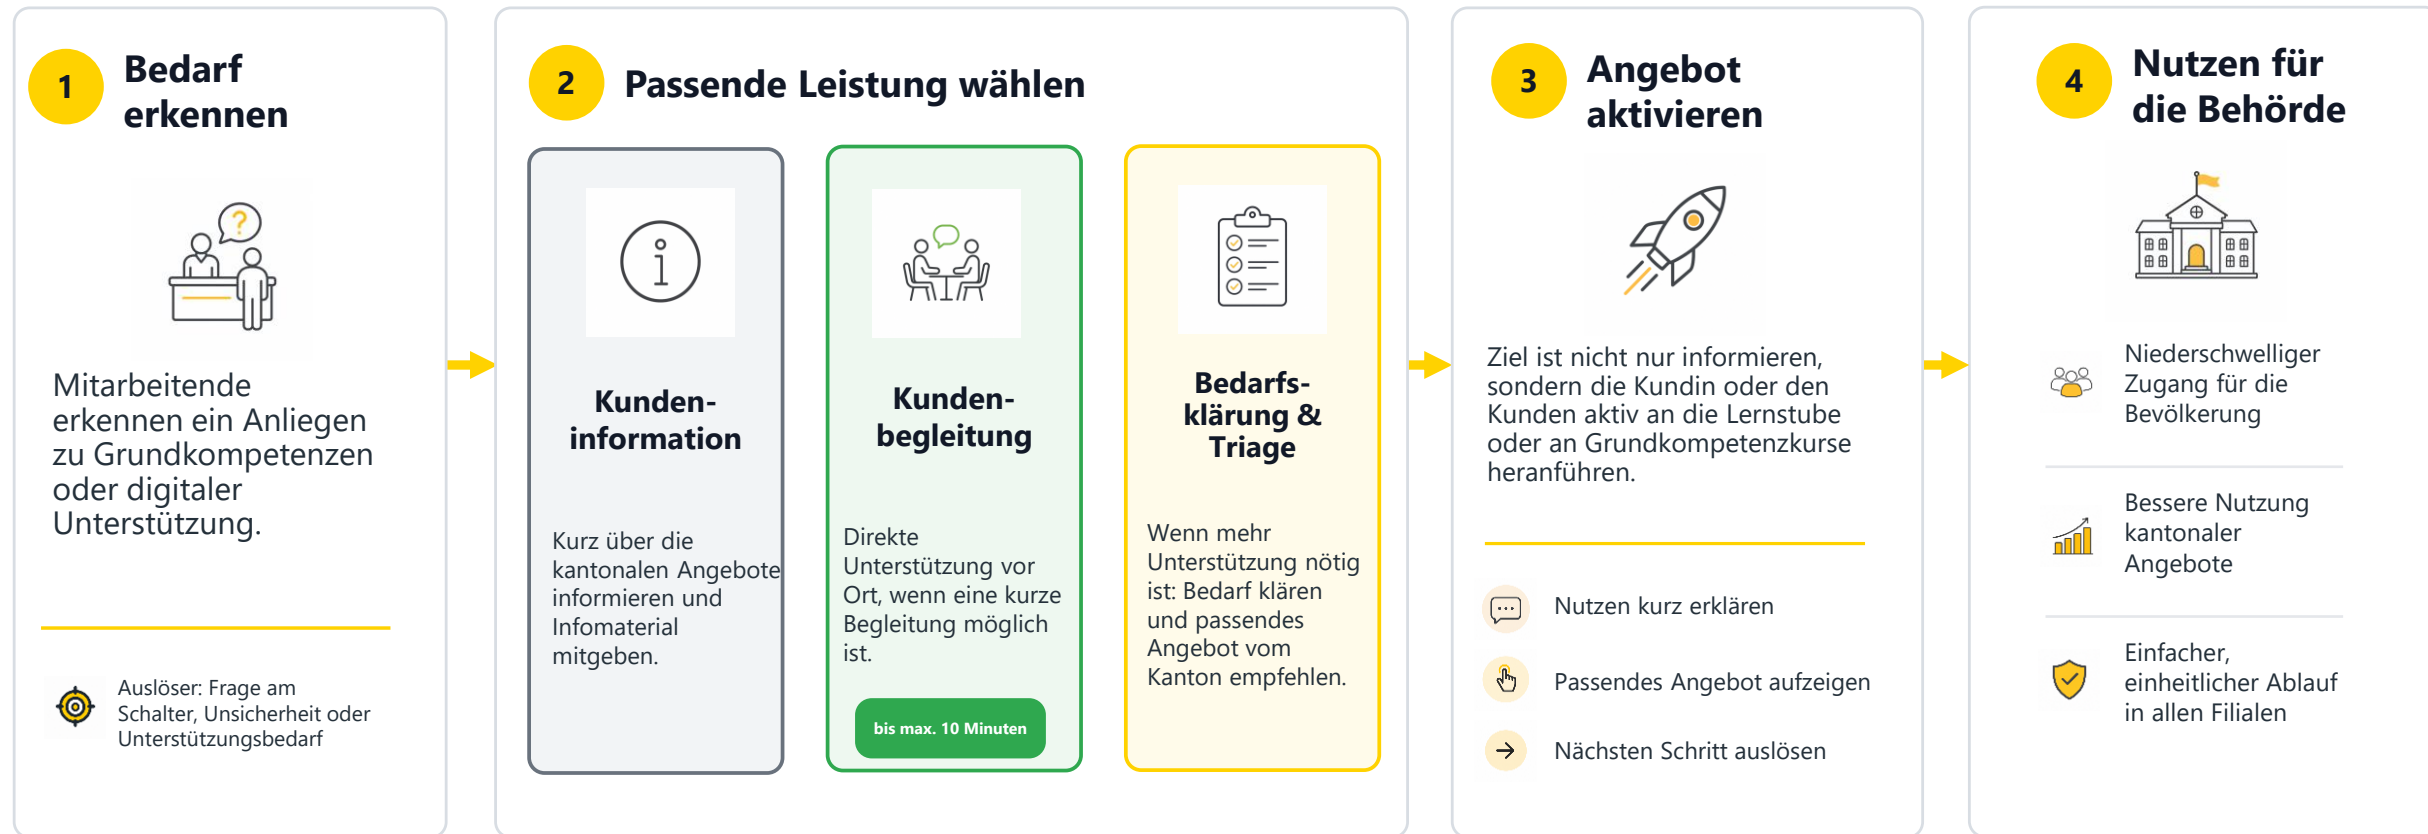 1
Bedarf
erkennen
Mitarbeitende
erkennen ein Anliegen
zu Grundkompetenzen
oder digitaler
Unterstützung.
Auslöser: Frage am
Schalter, Unsicherheit oder
Unterstützungsbedarf
2
Passende Leistung wählen
Kunden-
information
Kurz über die
kantonalen Angebote
informieren und
Infomaterial
mitgeben.
Kunden-
begleitung
Direkte
Unterstützung vor
Ort, wenn eine kurze
Begleitung möglich
ist.
bis max. 10 Minuten
Bedarfs-
klärung &
Triage
Wenn mehr
Unterstützung nötig
ist: Bedarf klären
und passendes
Angebot vom
Kanton empfehlen.
3
Angebot
aktivieren
Ziel ist nicht nur informieren,
sondern die Kundin oder den
Kunden aktiv an die Lernstube
oder an Grundkompetenzkurse
heranführen.
Nutzen kurz erklären
Passendes Angebot aufzeigen
Nächsten Schritt auslösen
4
Nutzen für
die Behörde
Niederschwelliger
Zugang für die
Bevölkerung
Bessere Nutzung
kantonaler
Angebote
Einfacher,
einheitlicher Ablauf
in allen Filialen